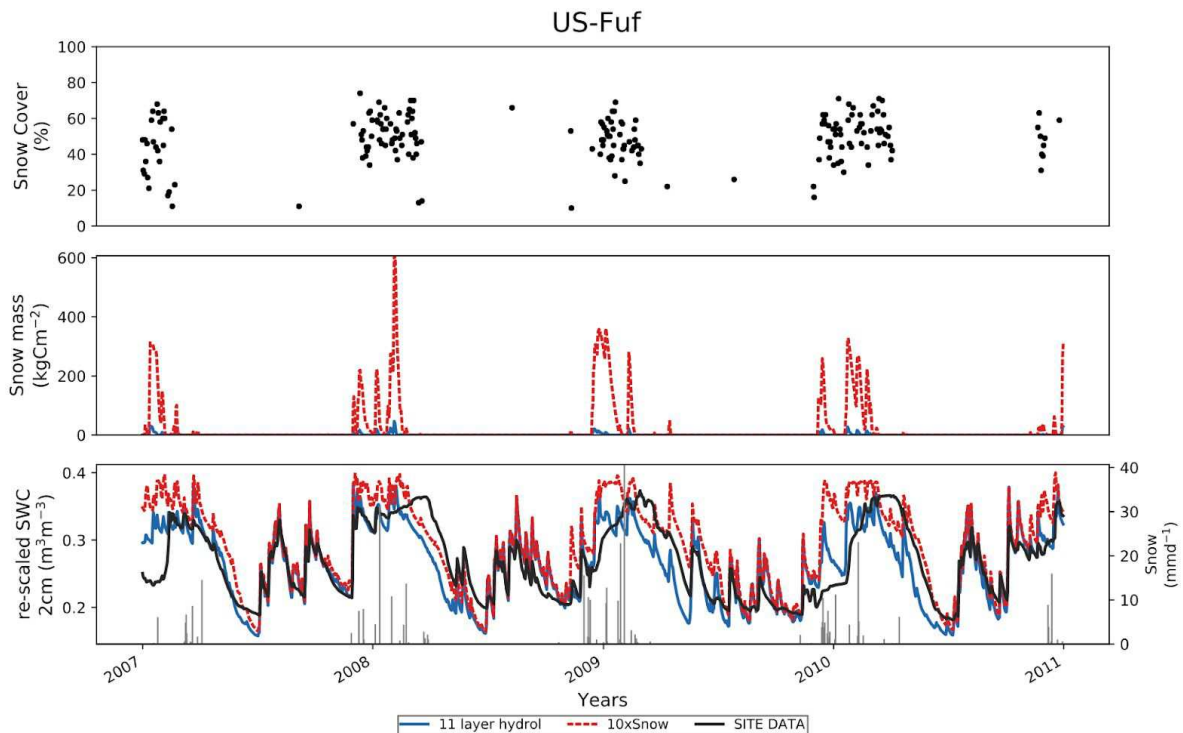 US-Fuf
100
80
60
40
20
0
Snow Cover
(%)
600
400
200
0
Snow mass
(kgCm⁻²)
0.4
0.3
0.2
re-scaled SWC
2cm (m³m⁻³)
40
30
20
10
0
Snow
(mmd⁻¹)
2007
2008
2009
2010
2011
Years
11 layer hydrol
10xSnow
SITE DATA